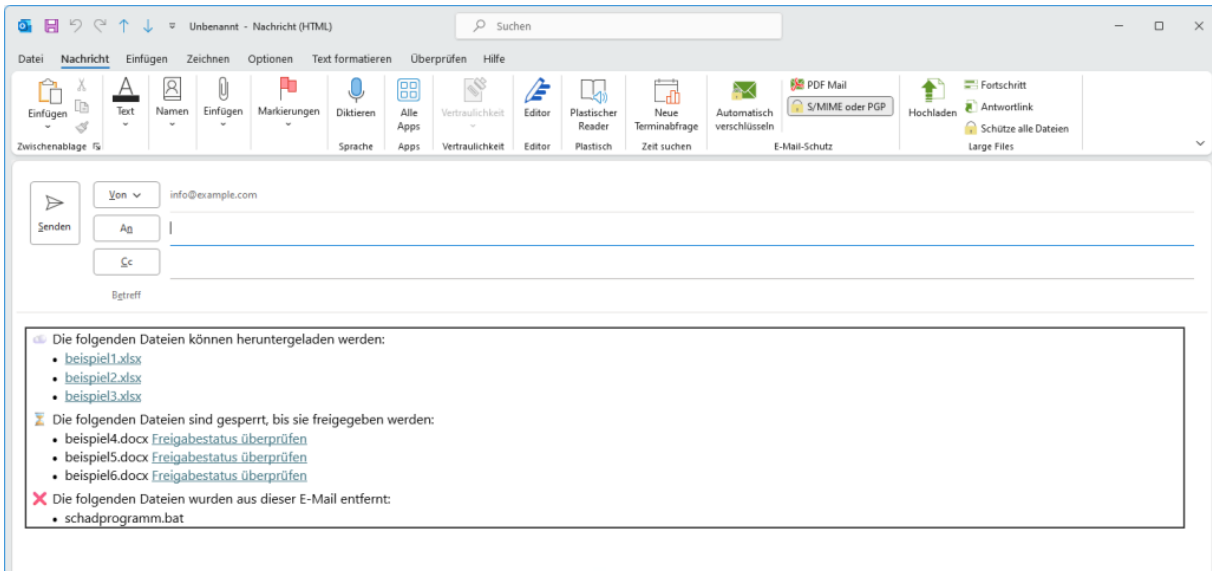 Unbenannt - Nachricht (HTML)
Suchen
Datei Nachricht Einfügen Zeichnen Optionen Text formatieren Überprüfen Hilfe
Einfügen
Text
Namen
Einfügen
Markierungen
Diktieren
Alle Apps
Vertraulichkeit
Editor
Plastischer Reader
Neue Terminabfrage
Automatisch verschlüsseln
PDF Mail
S/MIME oder PGP
Hochladen
Fortschritt
Antwortlink
Schütze alle Dateien
Zwischenablage Sprache Apps Vertraulichkeit Editor Plastisch Zeit suchen E-Mail-Schutz Large Files
Senden
Von info@example.com
An
Cc
Betreff
Die folgenden Dateien können heruntergeladen werden:
• beispiel1.xlsx
• beispiel2.xlsx
• beispiel3.xlsx
Die folgenden Dateien sind gesperrt, bis sie freigegeben werden:
• beispiel4.docx Freigabestatus überprüfen
• beispiel5.docx Freigabestatus überprüfen
• beispiel6.docx Freigabestatus überprüfen
Die folgenden Dateien wurden aus dieser E-Mail entfernt:
• schadprogramm.bat